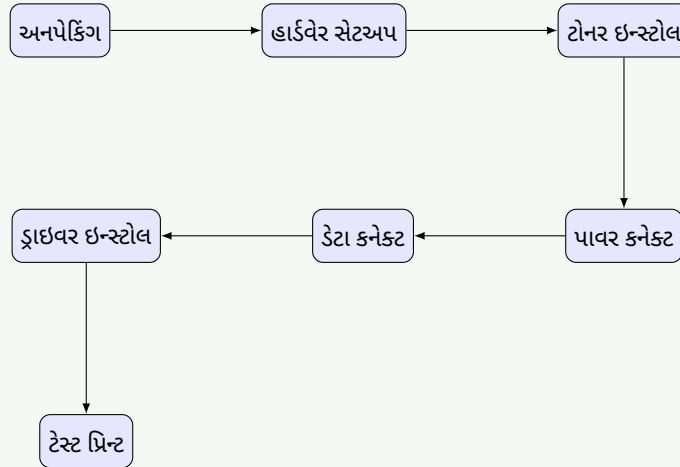 અનપેકિંગ
હાર્ડવેર સેટઅપ
ટોનર ઇન્સ્ટોલ
પાવર કનેક્ટ
ડેટા કનેક્ટ
ડ્રાઇવર ઇન્સ્ટોલ
ટેસ્ટ પ્રિન્ટ